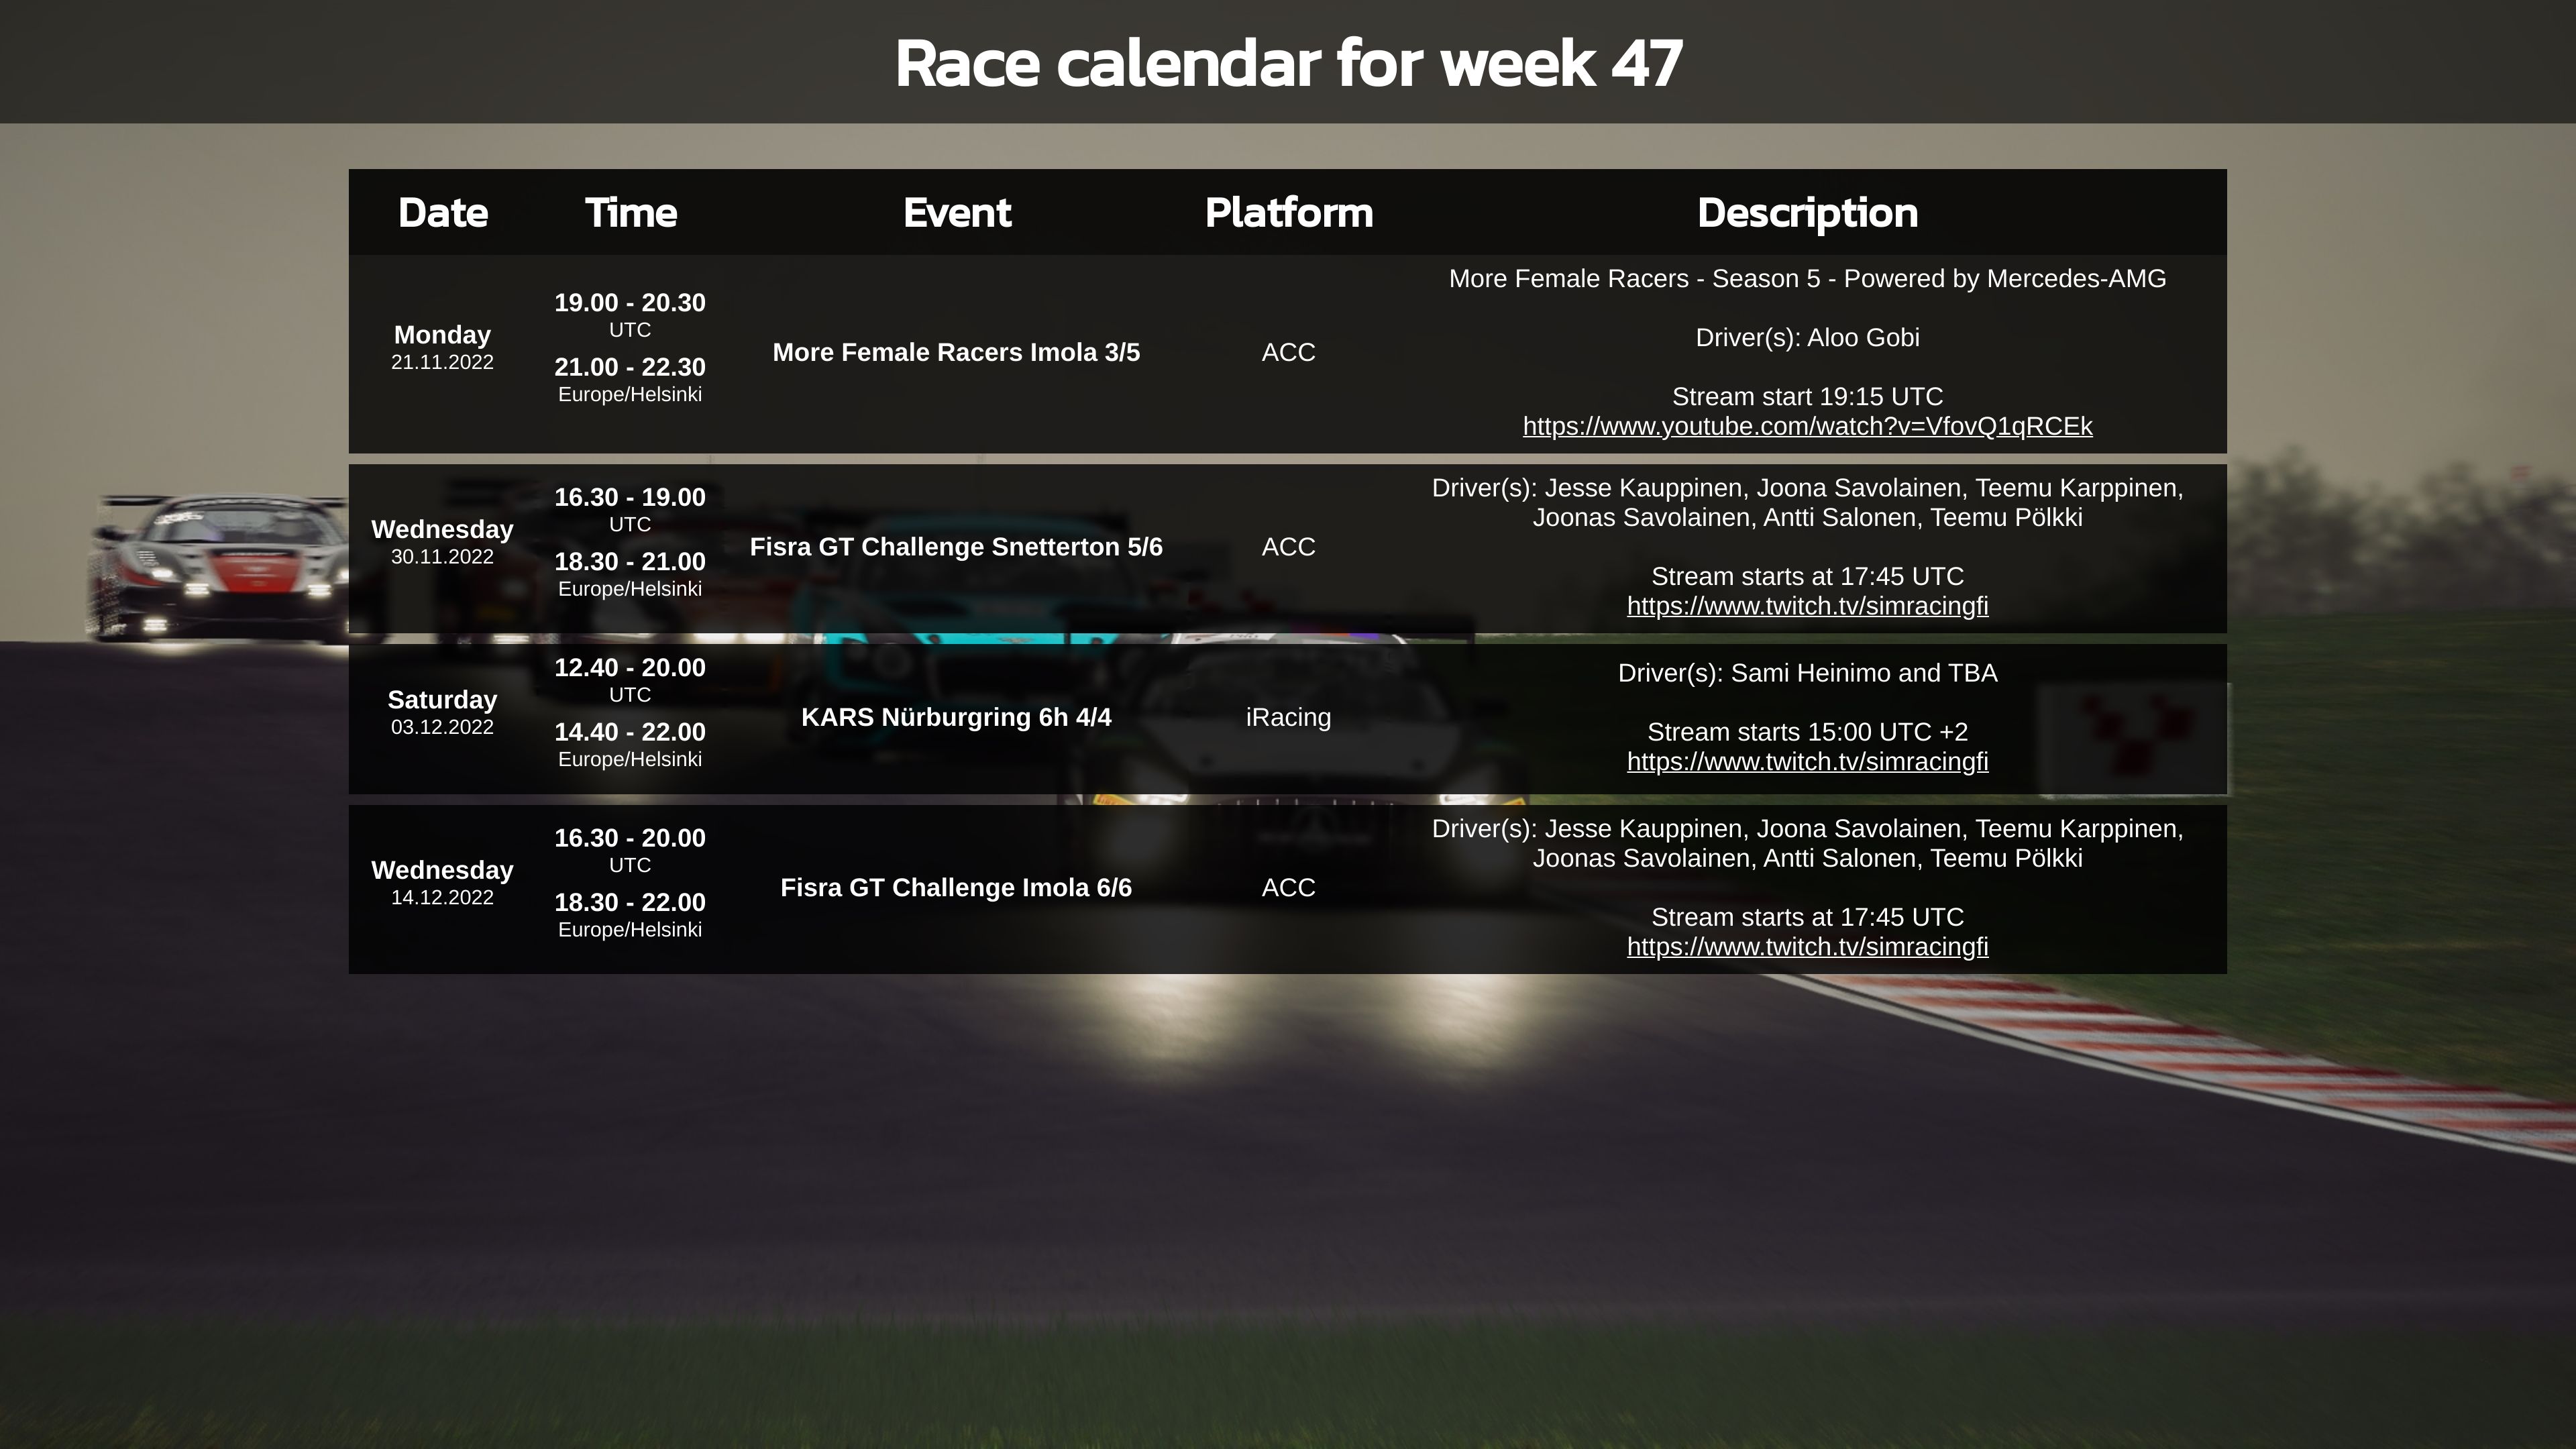 Race calendar for week 47
Date Time Event Platform Description
Monday
21.11.2022
19.00 - 20.30
UTC
21.00 - 22.30
Europe/Helsinki
More Female Racers Imola 3/5
ACC
More Female Racers - Season 5 - Powered by Mercedes-AMG
Driver(s): Aloo Gobi
Stream start 19:15 UTC
https://www.youtube.com/watch?v=VfovQ1qRCEk
Wednesday
30.11.2022
16.30 - 19.00
UTC
18.30 - 21.00
Europe/Helsinki
Fisra GT Challenge Snetterton 5/6
ACC
Driver(s): Jesse Kauppinen, Joona Savolainen, Teemu Karppinen,
Joonas Savolainen, Antti Salonen, Teemu Pölkki
Stream starts at 17:45 UTC
https://www.twitch.tv/simracingfi
Saturday
03.12.2022
12.40 - 20.00
UTC
14.40 - 22.00
Europe/Helsinki
KARS Nürburgring 6h 4/4
iRacing
Driver(s): Sami Heinimo and TBA
Stream starts 15:00 UTC +2
https://www.twitch.tv/simracingfi
Wednesday
14.12.2022
16.30 - 20.00
UTC
18.30 - 22.00
Europe/Helsinki
Fisra GT Challenge Imola 6/6
ACC
Driver(s): Jesse Kauppinen, Joona Savolainen, Teemu Karppinen,
Joonas Savolainen, Antti Salonen, Teemu Pölkki
Stream starts at 17:45 UTC
https://www.twitch.tv/simracingfi